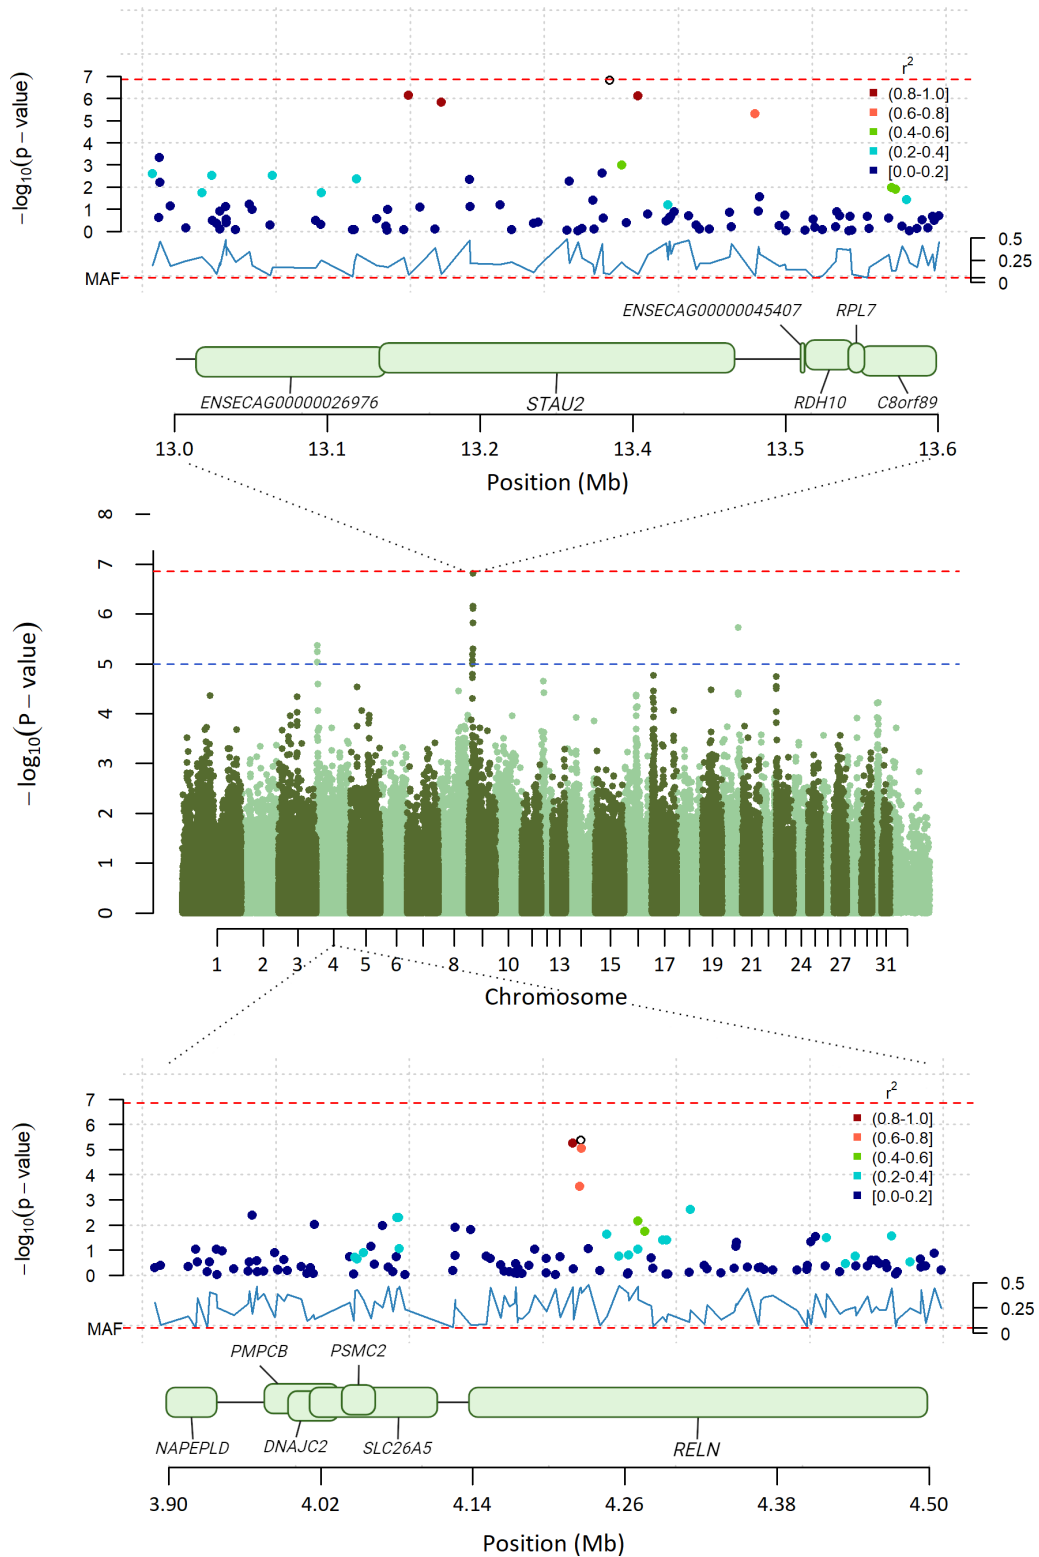 r2
7
6
5
4
3
2
1
0
−log10(p − value)
(0.8-1.0]
(0.6-0.8]
(0.4-0.6]
(0.2-0.4]
[0.0-0.2]
MAF
0.5
0.25
0
ENSECAG00000045407 RPL7
ENSECAG00000026976 STAU2 RDH10 C8orf89
13.0 13.1 13.2 13.4 13.5 13.6
Position (Mb)
8
7
6
5
4
3
2
1
0
−log10(P − value)
1 2 3 4 5 6 8 10 13 15 17 19 21 24 27 31
Chromosome
r2
7
6
5
4
3
2
1
0
−log10(p − value)
(0.8-1.0]
(0.6-0.8]
(0.4-0.6]
(0.2-0.4]
[0.0-0.2]
MAF
0.5
0.25
0
PMPCB PSMC2
NAPEPLD DNAJC2 SLC26A5 RELN
3.90 4.02 4.14 4.26 4.38 4.50
Position (Mb)